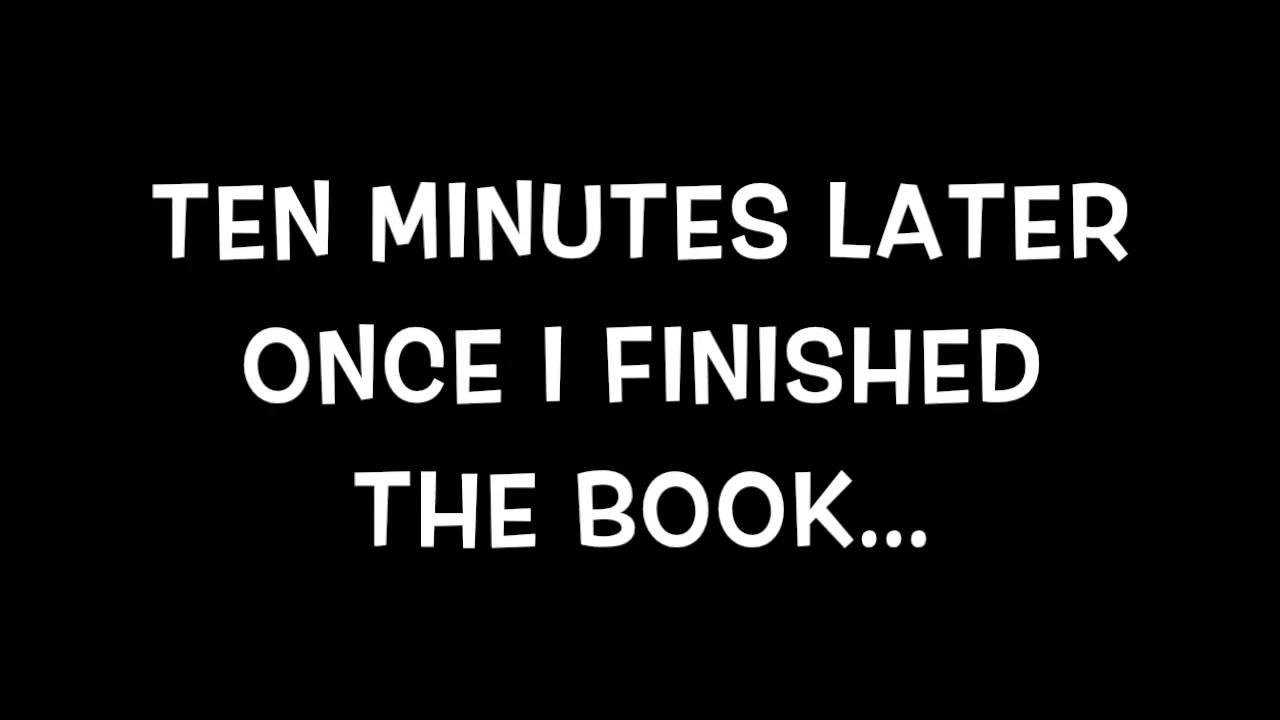 TEN MINUTES LATER
ONCE I FINISHED
THE BOOK...